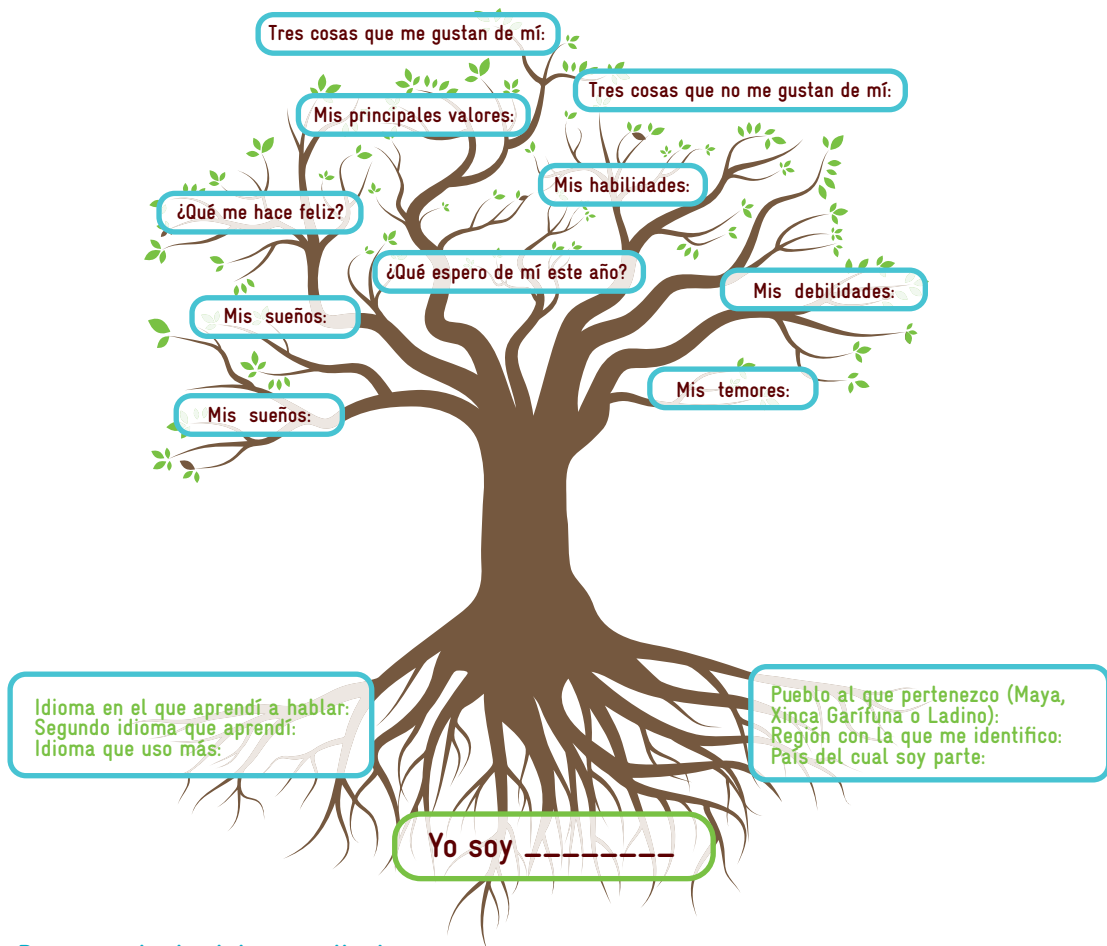 Tres cosas que me gustan de mí:
Tres cosas que no me gustan de mí:
Mis principales valores:
Mis habilidades:
¿Qué me hace feliz?
¿Qué espero de mí este año?
Mis debilidades:
Mis sueños:
Mis temores:
Mis sueños:
Idioma en el que aprendí a hablar:
Segundo idioma que aprendí:
Idioma que uso más:
Pueblo al que pertenezco (Maya,
Xinca Garífuna o Ladino):
Región con la que me identifico:
País del cual soy parte:
Yo soy ________